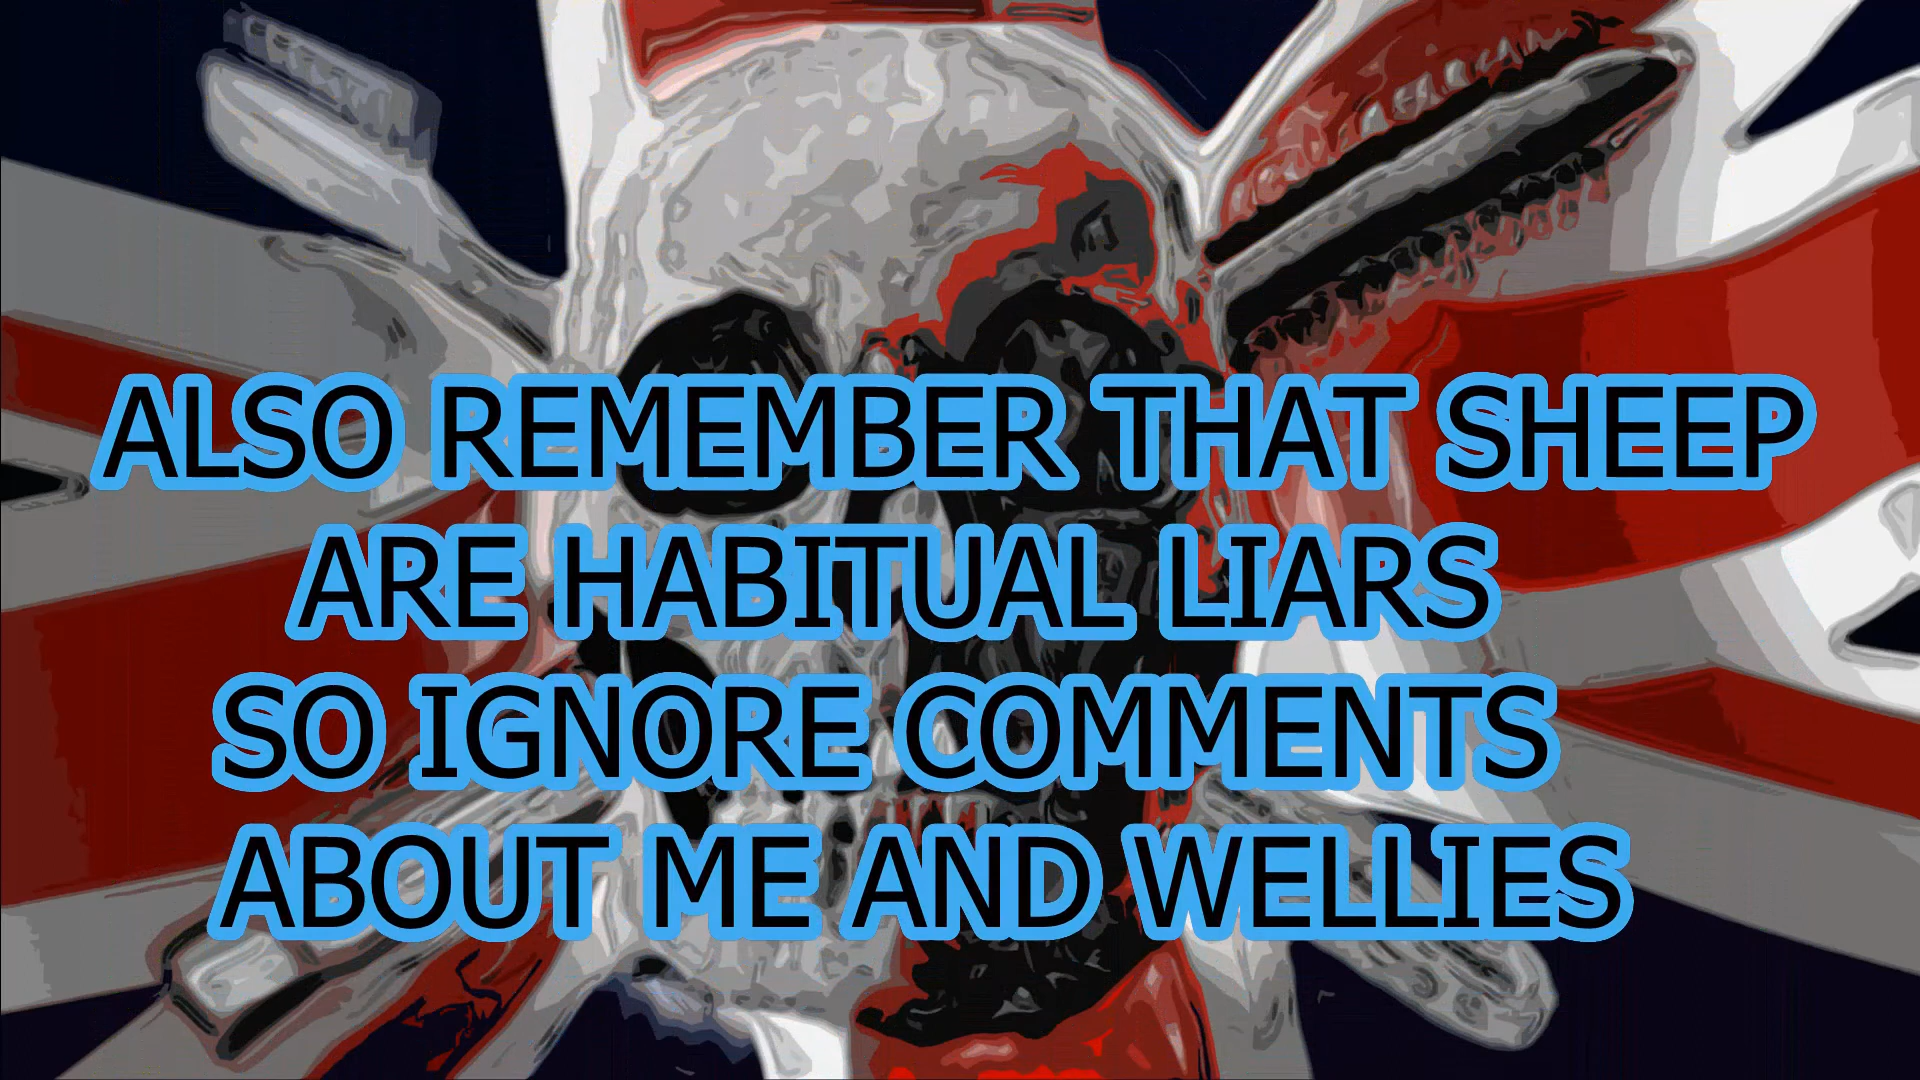 ALSO REMEMBER THAT SHEEP
ARE HABITUAL LIARS
SO IGNORE COMMENTS
ABOUT ME AND WELLIES